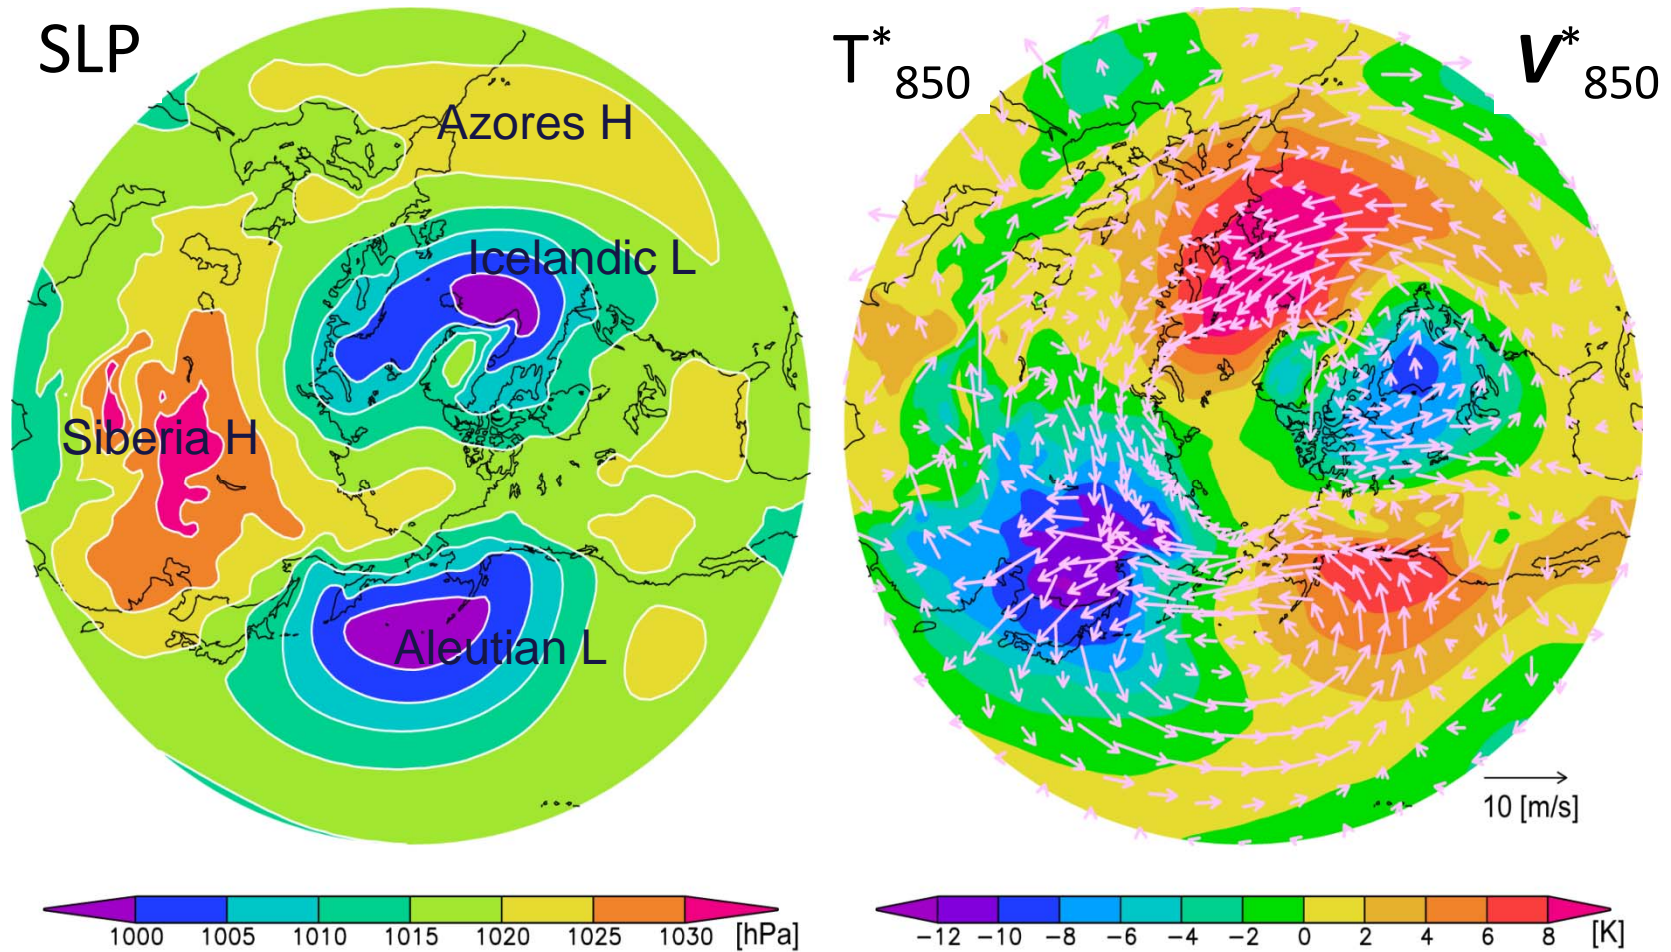 SLP
Azores H
Icelandic L
Siberia H
Aleutian L
1000 1005 1010 1015 1020 1025 1030 [hPa]
T*850
V*850
10 [m/s]
−12 −10 −8 −6 −4 −2 0 2 4 6 8 [K]